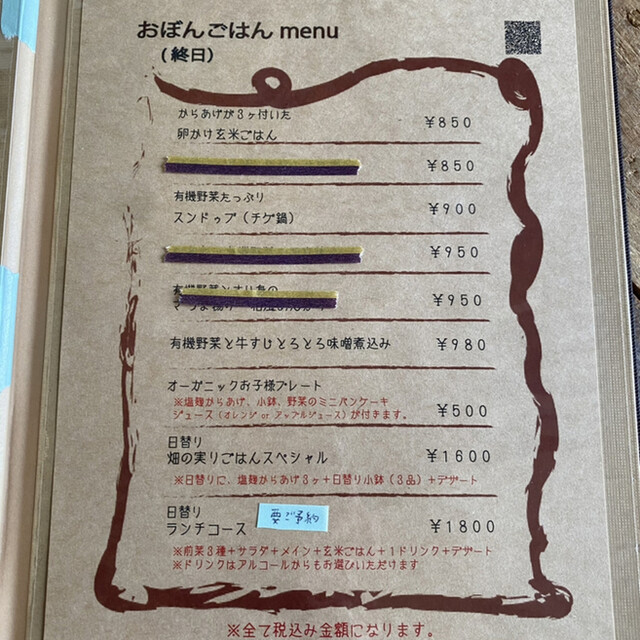 おぼんごはん menu
(終日)
からあげが3ヶ付いた
卵かけ玄米ごはん
¥850
¥850
有機野菜たっぷり
スンドゥブ(チゲ鍋)
¥900
¥950
有機野菜と
¥950
有機野菜と牛すじとろとろ味噌煮込み
¥980
オーガニックお子様プレート
※塩麹からあげ、小鉢、野菜のミニパンケーキ
ジュース(オレンジ or アップルジュース)が付きます。
¥500
日替り
畑の実りごはんスペシャル
¥1600
※日替りに、塩麹からあげ3ヶ+日替り小鉢(3品)+デザート
日替り
ランチコース
要ご予約
¥1800
※前菜3種+サラダ+メイン+玄米ごはん+1ドリンク+デザート
※ドリンクはアルコールからもお選びいただけます
※全て税込み金額になります。